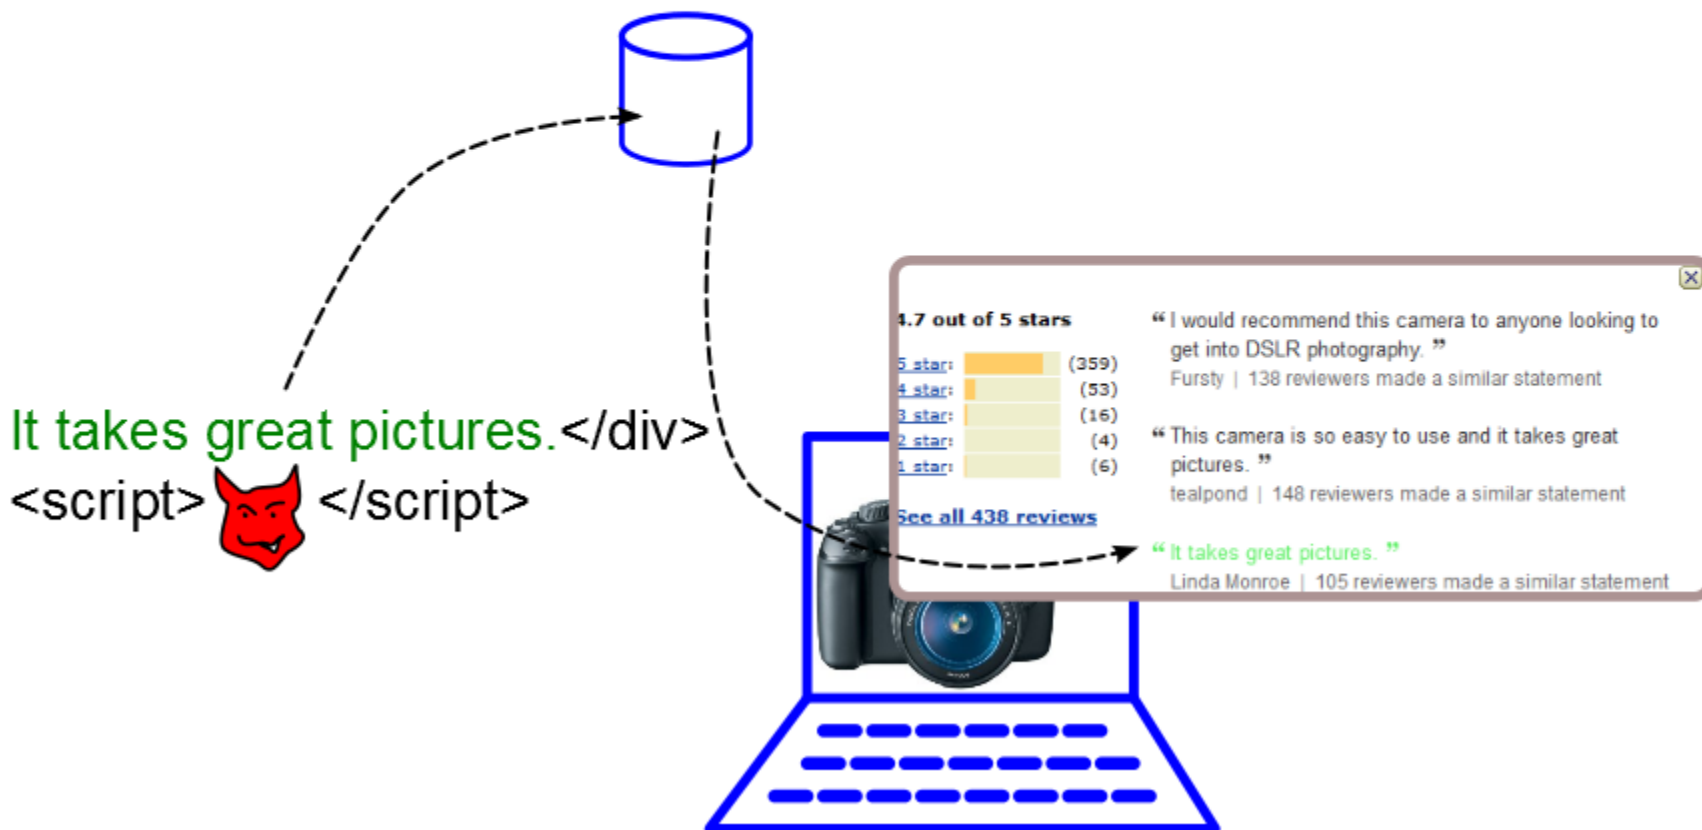 It takes great pictures.</div>
<script> </script>
4.7 out of 5 stars
5 star: (359)
4 star: (53)
3 star: (16)
2 star: (4)
1 star: (6)
See all 438 reviews
“ I would recommend this camera to anyone looking to
get into DSLR photography. ”
Fursty | 138 reviewers made a similar statement
“ This camera is so easy to use and it takes great
pictures. ”
tealpond | 148 reviewers made a similar statement
“ It takes great pictures. ”
Linda Monroe | 105 reviewers made a similar statement